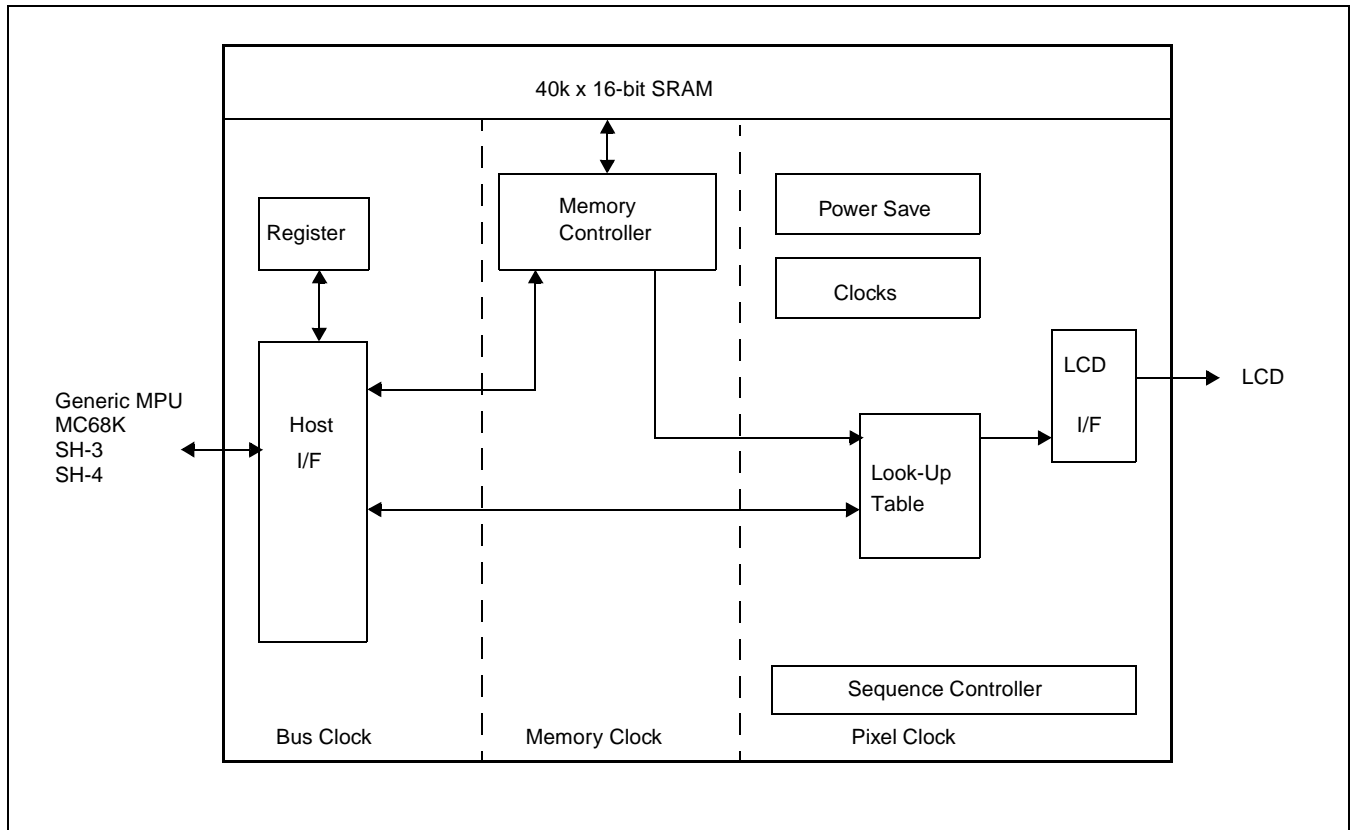 40k x 16-bit SRAM
Memory
Controller
Power Save
Register
Clocks
LCD
I/F
LCD
Generic MPU
MC68K
SH-3
SH-4
Host
I/F
Look-Up
Table
Sequence Controller
Bus Clock
Memory Clock
Pixel Clock